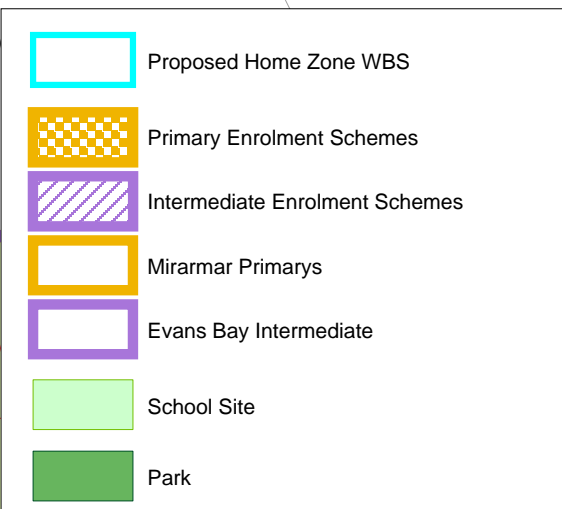 Proposed Home Zone WBS
Primary Enrolment Schemes
Intermediate Enrolment Schemes
Mirarmar Primarys
Evans Bay Intermediate
School Site
Park